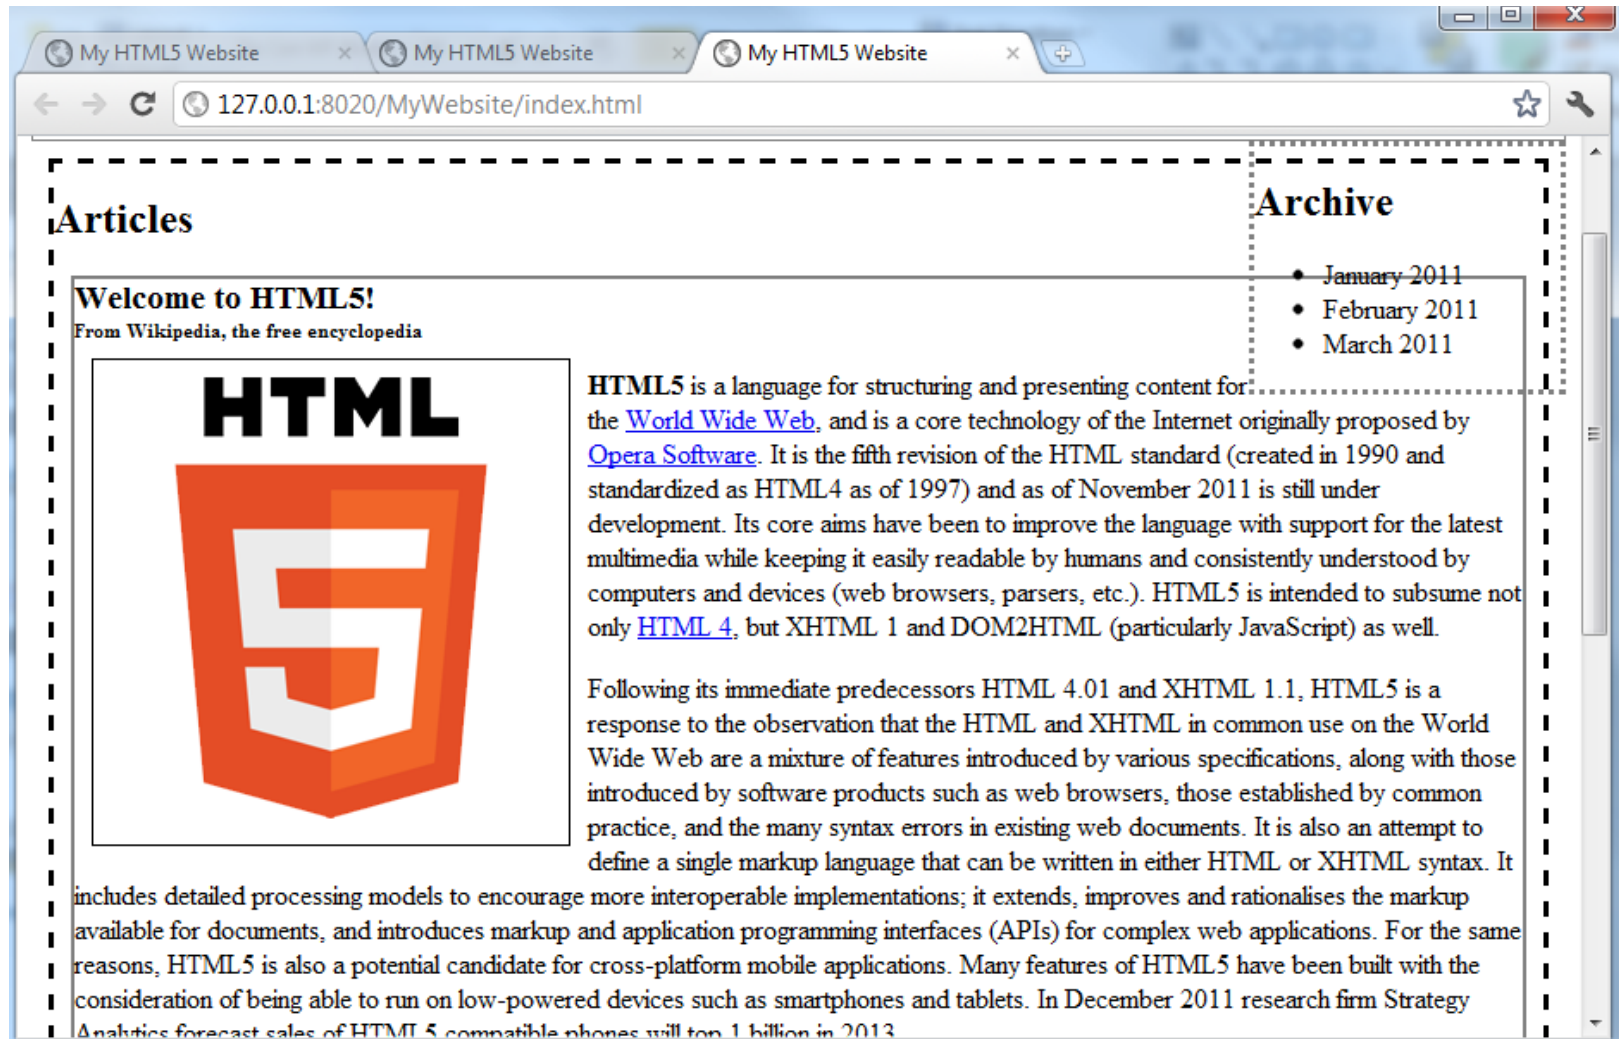 My HTML5 Website
My HTML5 Website
My HTML5 Website
127.0.0.1:8020/MyWebsite/index.html
Articles
Archive
January 2011
February 2011
March 2011
Welcome to HTML5!
From Wikipedia, the free encyclopedia
HTML
5
HTML5 is a language for structuring and presenting content for
the World Wide Web, and is a core technology of the Internet originally proposed by
Opera Software. It is the fifth revision of the HTML standard (created in 1990 and
standardized as HTML4 as of 1997) and as of November 2011 is still under
development. Its core aims have been to improve the language with support for the latest
multimedia while keeping it easily readable by humans and consistently understood by
computers and devices (web browsers, parsers, etc.). HTML5 is intended to subsume not
only HTML 4, but XHTML 1 and DOM2HTML (particularly JavaScript) as well.
Following its immediate predecessors HTML 4.01 and XHTML 1.1, HTML5 is a
response to the observation that the HTML and XHTML in common use on the World
Wide Web are a mixture of features introduced by various specifications, along with those
introduced by software products such as web browsers, those established by common
practice, and the many syntax errors in existing web documents. It is also an attempt to
define a single markup language that can be written in either HTML or XHTML syntax. It
includes detailed processing models to encourage more interoperable implementations; it extends, improves and rationalises the markup
available for documents, and introduces markup and application programming interfaces (APIs) for complex web applications. For the same
reasons, HTML5 is also a potential candidate for cross-platform mobile applications. Many features of HTML5 have been built with the
consideration of being able to run on low-powered devices such as smartphones and tablets. In December 2011 research firm Strategy
Analytics forecast sales of HTML5 compatible phones will top 1 billion in 2013.